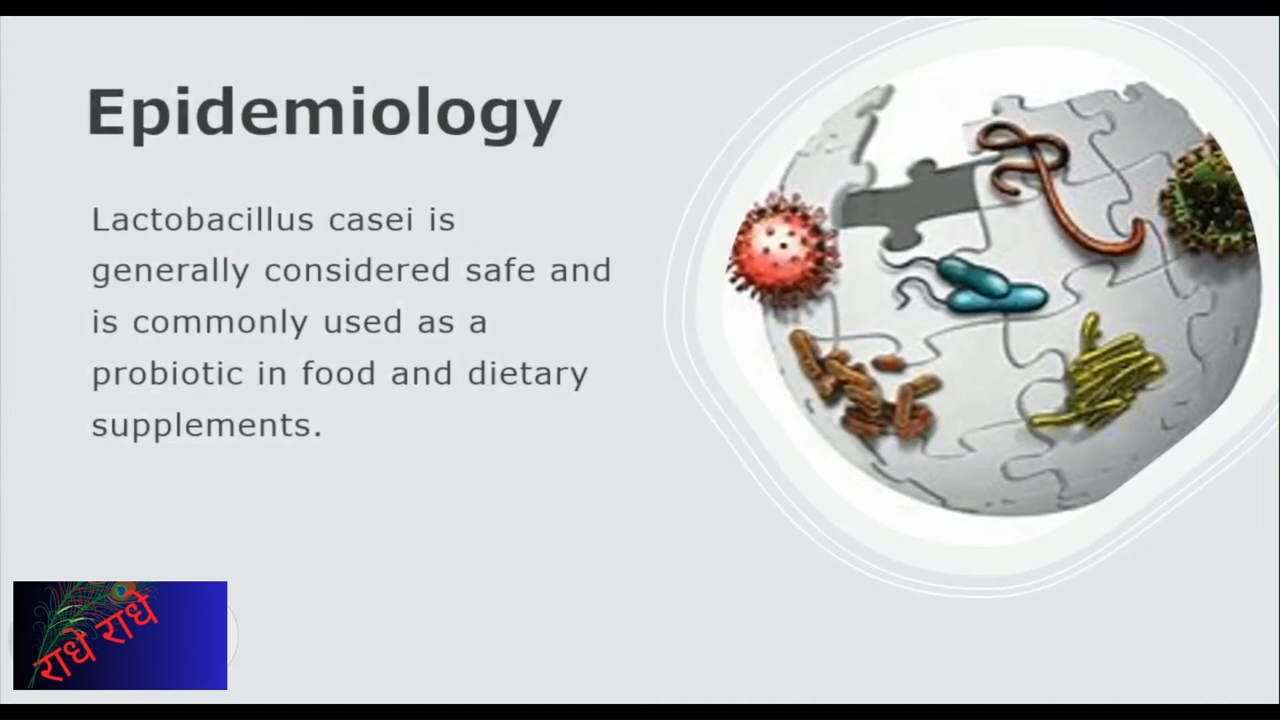 Epidemiology
Lactobacillus casei is
generally considered safe and
is commonly used as a
probiotic in food and dietary
supplements.
राधे राधे